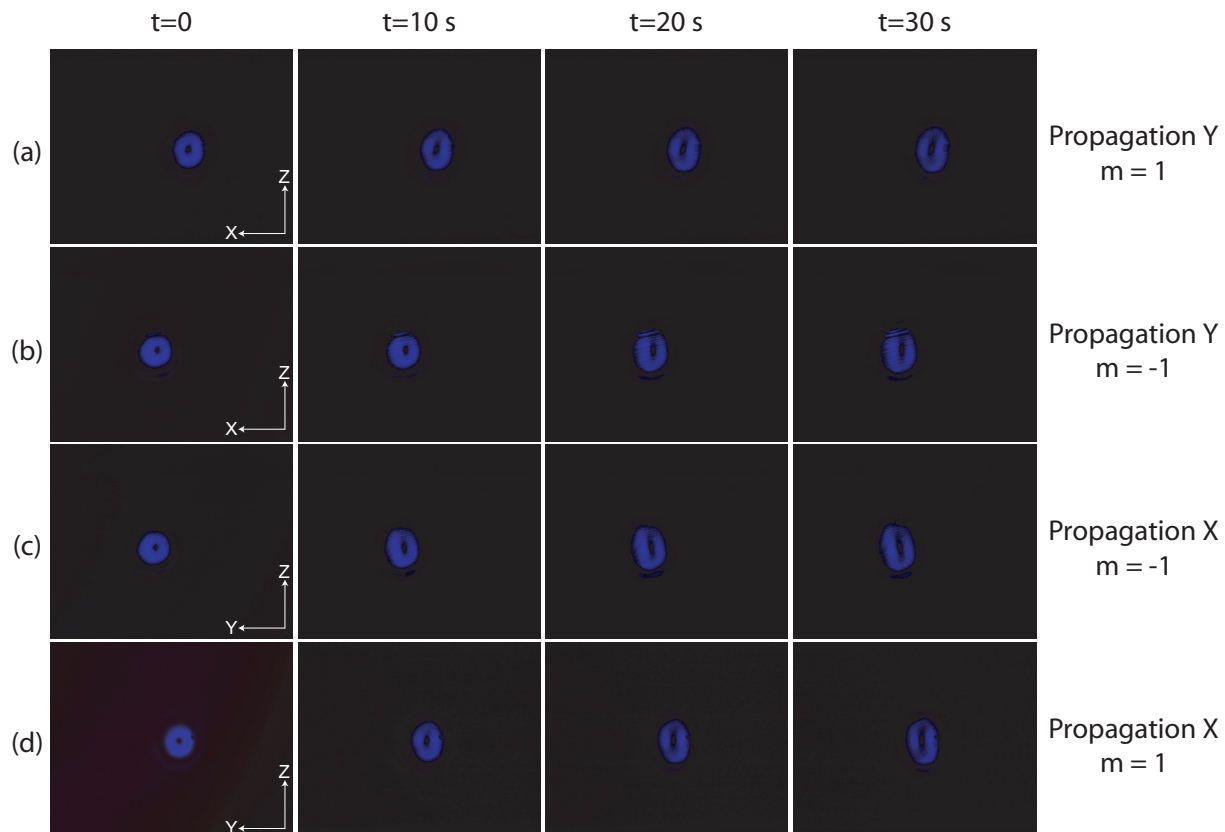 t=0 t=10 s t=20 s t=30 s
(a)
Z
X
Propagation Y
m = 1
(b)
Z
X
Propagation Y
m = -1
(c)
Z
Y
Propagation X
m = -1
(d)
Z
Y
Propagation X
m = 1